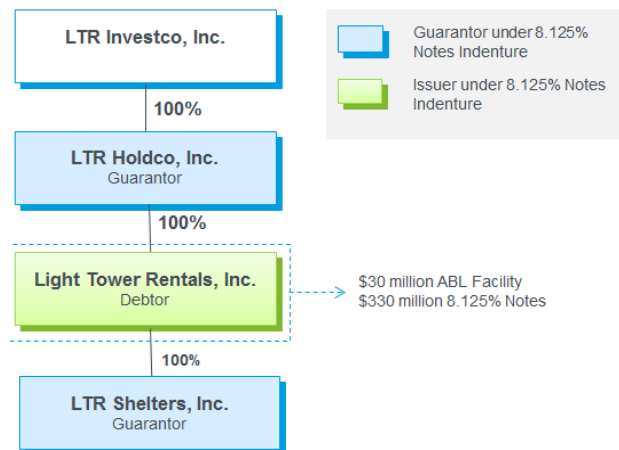 LTR Investco, Inc.
Guarantor under 8.125%
Notes Indenture
Issuer under 8.125% Notes
Indenture
100%
LTR Holdco, Inc.
Guarantor
100%
Light Tower Rentals, Inc.
Debtor
$30 million ABL Facility
$330 million 8.125% Notes
100%
LTR Shelters, Inc.
Guarantor